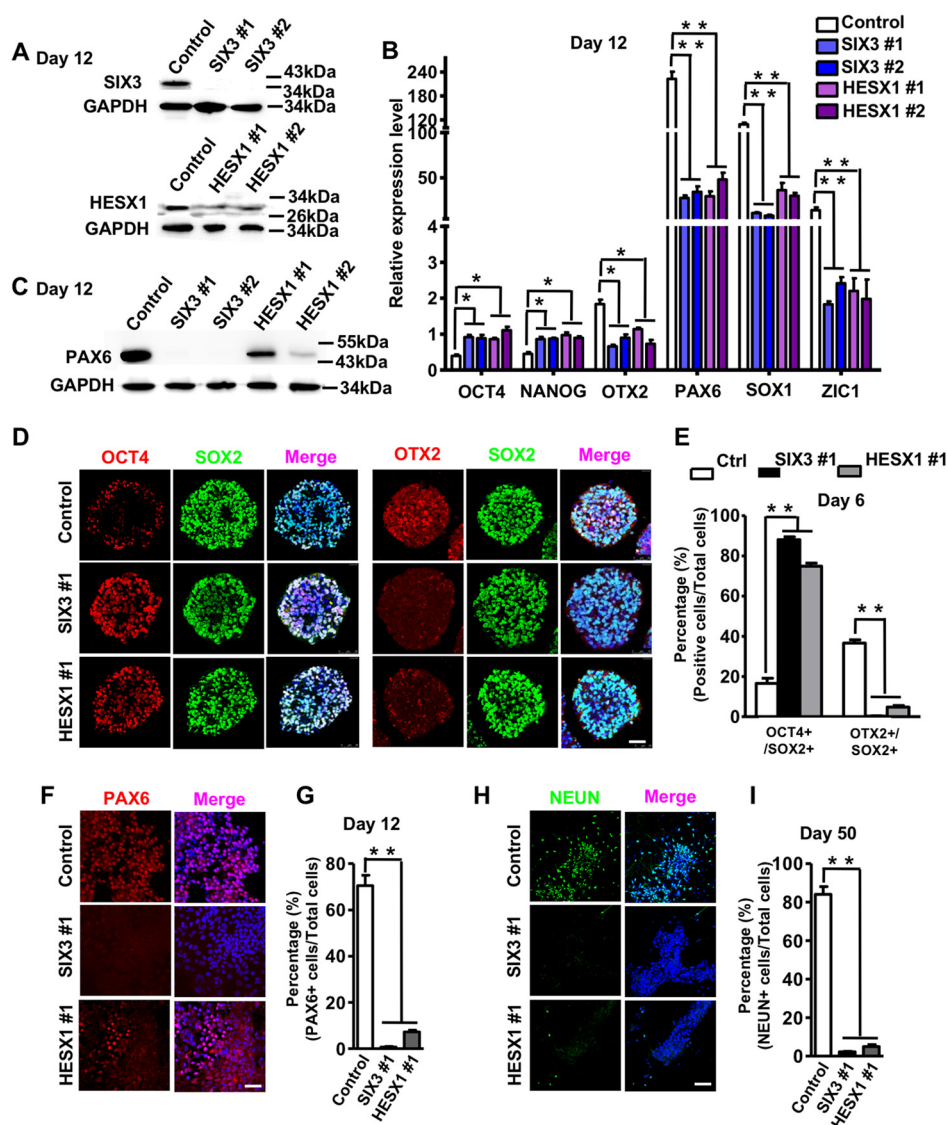 A
Day 12
Control
SIX3 #1
SIX3 #2
SIX3
43kDa
34kDa
GAPDH
34kDa
Control
HESX1 #1
HESX1 #2
HESX1
34kDa
26kDa
GAPDH
34kDa
B
Day 12
Control
SIX3 #1
SIX3 #2
HESX1 #1
HESX1 #2
Relative expression level
240
180
120
100
50
0
4
3
2
1
0
* *
* *
* *
* *
* *
* *
*
*
*
*
*
*
OCT4
NANOG
OTX2
PAX6
SOX1
ZIC1
C
Day 12
Control
SIX3 #1
SIX3 #2
HESX1 #1
HESX1 #2
PAX6
55kDa
43kDa
GAPDH
34kDa
D
OCT4
SOX2
Merge
OTX2
SOX2
Merge
Control
SIX3 #1
HESX1 #1
E
Ctrl
SIX3 #1
HESX1 #1
Day 6
Percentage (%)
(Positive cells/Total cells)
100
80
60
40
20
0
* *
* *
OCT4+
/SOX2+
OTX2+/
SOX2+
F
PAX6
Merge
Control
SIX3 #1
HESX1 #1
G
Day 12
Percentage (%)
(PAX6+ cells/Total cells)
80
60
40
20
0
* *
Control
SIX3 #1
HESX1 #1
H
NEUN
Merge
Control
SIX3 #1
HESX1 #1
I
Day 50
Percentage (%)
(NEUN+ cells/Total cells)
100
80
60
40
20
0
* *
Control
SIX3 #1
HESX1 #1